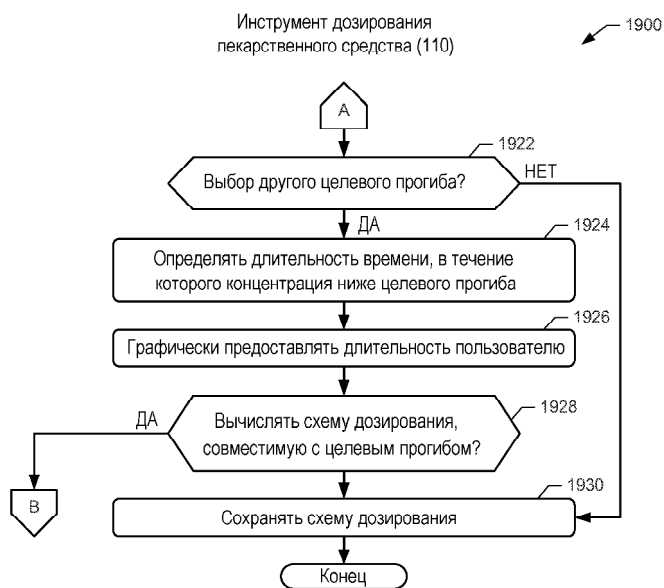 Инструмент дозирования
лекарственного средства (110)
1900
A
1922
Выбор другого целевого прогиба?
НЕТ
ДА
1924
Определять длительность времени, в течение
которого концентрация ниже целевого прогиба
1926
Графически предоставлять длительность пользователю
1928
ДА
Вычислять схему дозирования,
совместимую с целевым прогибом?
B
1930
Сохранять схему дозирования
Конец